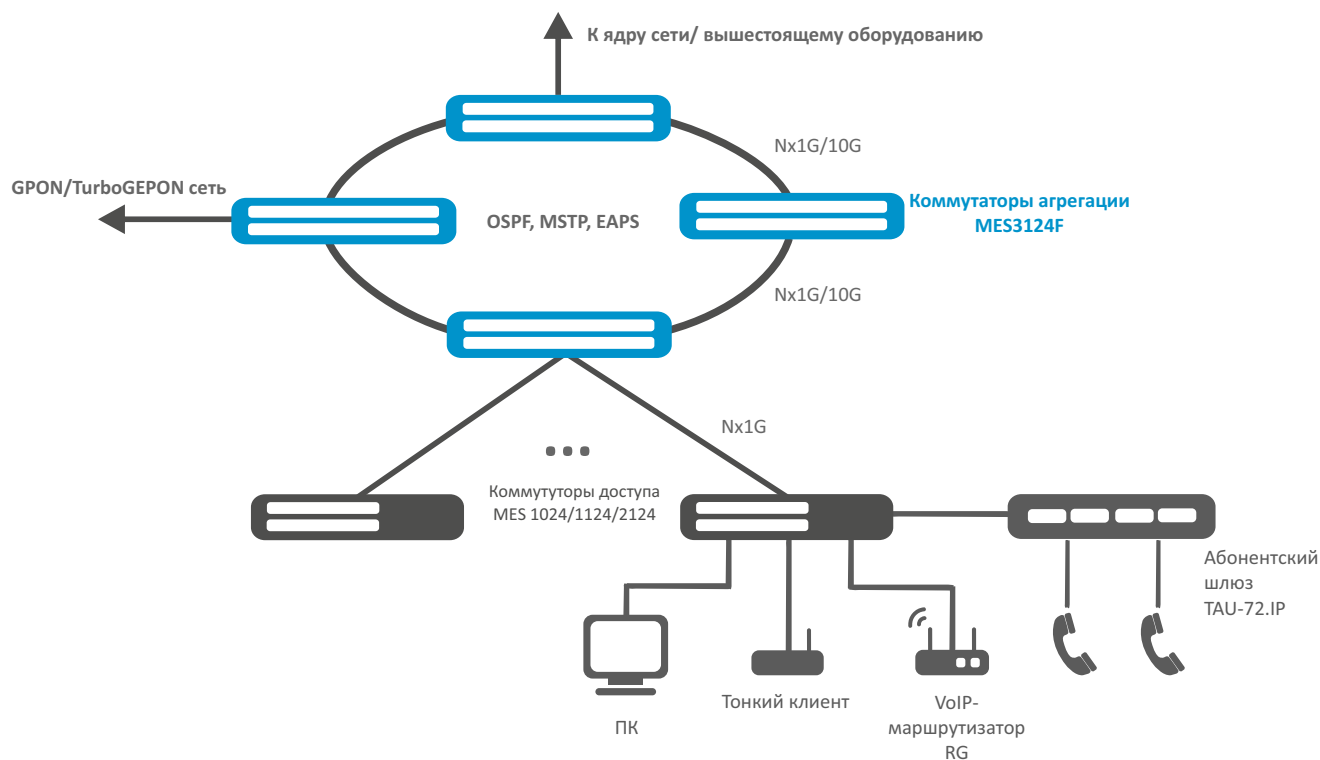 К ядру сети/ вышестоящему оборудованию
Nx1G/10G
GPON/TurboGEPON сеть
OSPF, MSTP, EAPS
Коммутаторы агрегации
MES3124F
Nx1G/10G
Nx1G
Коммутуторы доступа
MES 1024/1124/2124
Абонентский
шлюз
TAU-72.IP
ПК
Тонкий клиент
VoIP-
маршрутизатор
RG